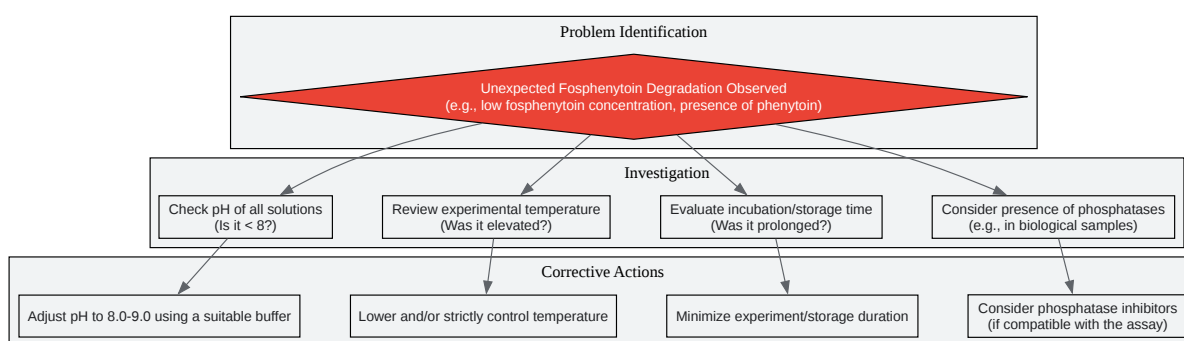 Problem Identification
Unexpected Fosphenytoin Degradation Observed
(e.g., low fosphenytoin concentration, presence of phenytoin)
Investigation
Check pH of all solutions
(Is it < 8?)
Review experimental temperature
(Was it elevated?)
Evaluate incubation/storage time
(Was it prolonged?)
Consider presence of phosphatases
(e.g., in biological samples)
Corrective Actions
Adjust pH to 8.0-9.0 using a suitable buffer
Lower and/or strictly control temperature
Minimize experiment/storage duration
Consider phosphatase inhibitors
(if compatible with the assay)